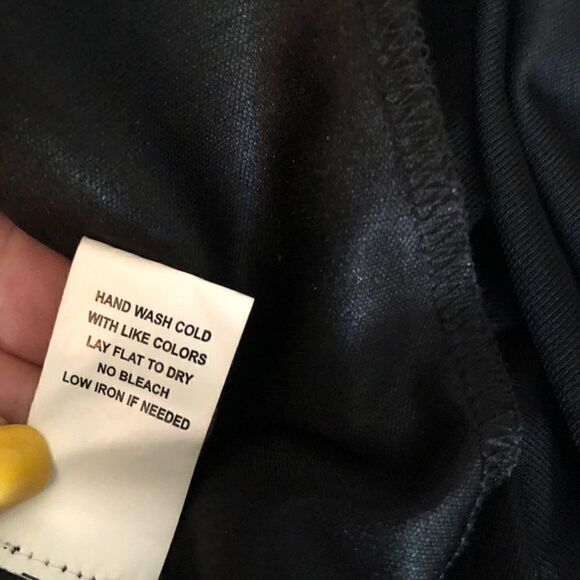 HAND WASH COLD
WITH LIKE COLORS
LAY FLAT TO DRY
NO BLEACH
LOW IRON IF NEEDED